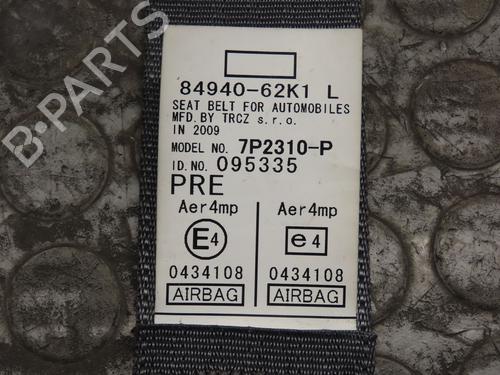 84940-62K1 L
SEAT BELT FOR AUTOMOBILES
MFD. BY TRCZ s.r.o.
IN 2009
MODEL NO. 7P2310-P
ID. NO. 095335
PRE
Aer4mp Aer4mp
E4 e4
0434108 0434108
AIRBAG AIRBAG